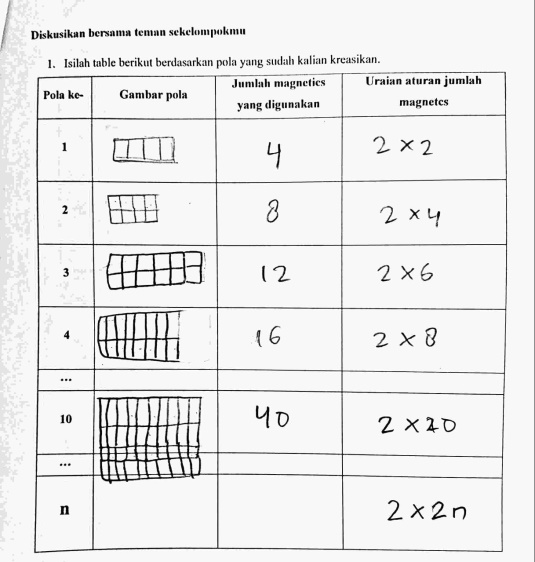 Diskusikan bersama teman sekelompokmu
1. Isilah table berikut berdasarkan pola yang sudah kalian kreasikan.
Pola ke- Gambar pola Jumlah magnetics yang digunakan Uraian aturan jumlah magnetcs
1 4 2 × 2
2 8 2 × 4
3 12 2 × 6
4 16 2 × 8
...
10 40 2 × 20
...
n 2 × 2n